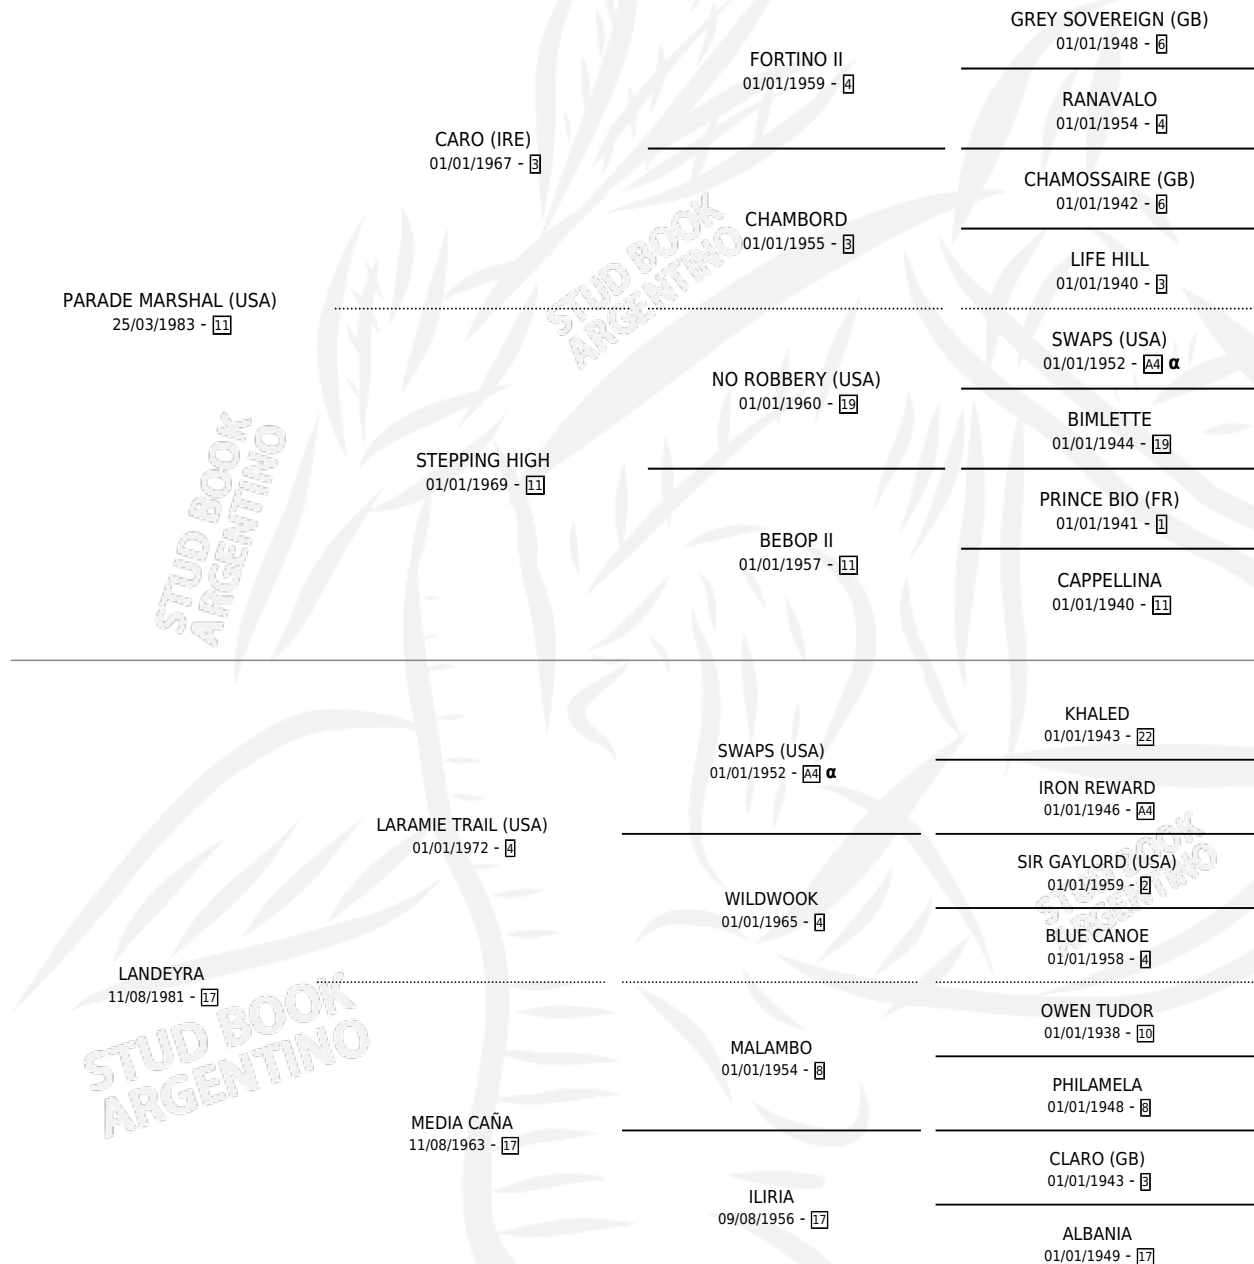 GREY SOVEREIGN (GB)
01/01/1948 - 6
FORTINO II
01/01/1959 - 4
RANAVALO
01/01/1954 - 4
CARO (IRE)
01/01/1967 - 3
CHAMOSSAIRE (GB)
01/01/1942 - 6
CHAMBORD
01/01/1955 - 3
LIFE HILL
01/01/1940 - 3
PARADE MARSHAL (USA)
25/03/1983 - 11
SWAPS (USA)
01/01/1952 - A4 α
NO ROBBERY (USA)
01/01/1960 - 19
BIMLETTE
01/01/1944 - 19
STEPPING HIGH
01/01/1969 - 11
PRINCE BIO (FR)
01/01/1941 - 1
BEBOP II
01/01/1957 - 11
CAPPELLINA
01/01/1940 - 11
KHALED
01/01/1943 - 22
SWAPS (USA)
01/01/1952 - A4 α
IRON REWARD
01/01/1946 - A4
LARAMIE TRAIL (USA)
01/01/1972 - 4
SIR GAYLORD (USA)
01/01/1959 - 2
WILDWOOK
01/01/1965 - 4
BLUE CANOE
01/01/1958 - 4
LANDEYRA
11/08/1981 - 17
OWEN TUDOR
01/01/1938 - 10
MALAMBO
01/01/1954 - 8
PHILAMELA
01/01/1948 - 8
MEDIA CAÑA
11/08/1963 - 17
CLARO (GB)
01/01/1943 - 3
ILIRIA
09/08/1956 - 17
ALBANIA
01/01/1949 - 17
STUD BOOK
ARGENTINO
STUD BOOK
ARGENTINO
STUD BOOK
ARGENTINO
STUD BOOK
ARGENTINO